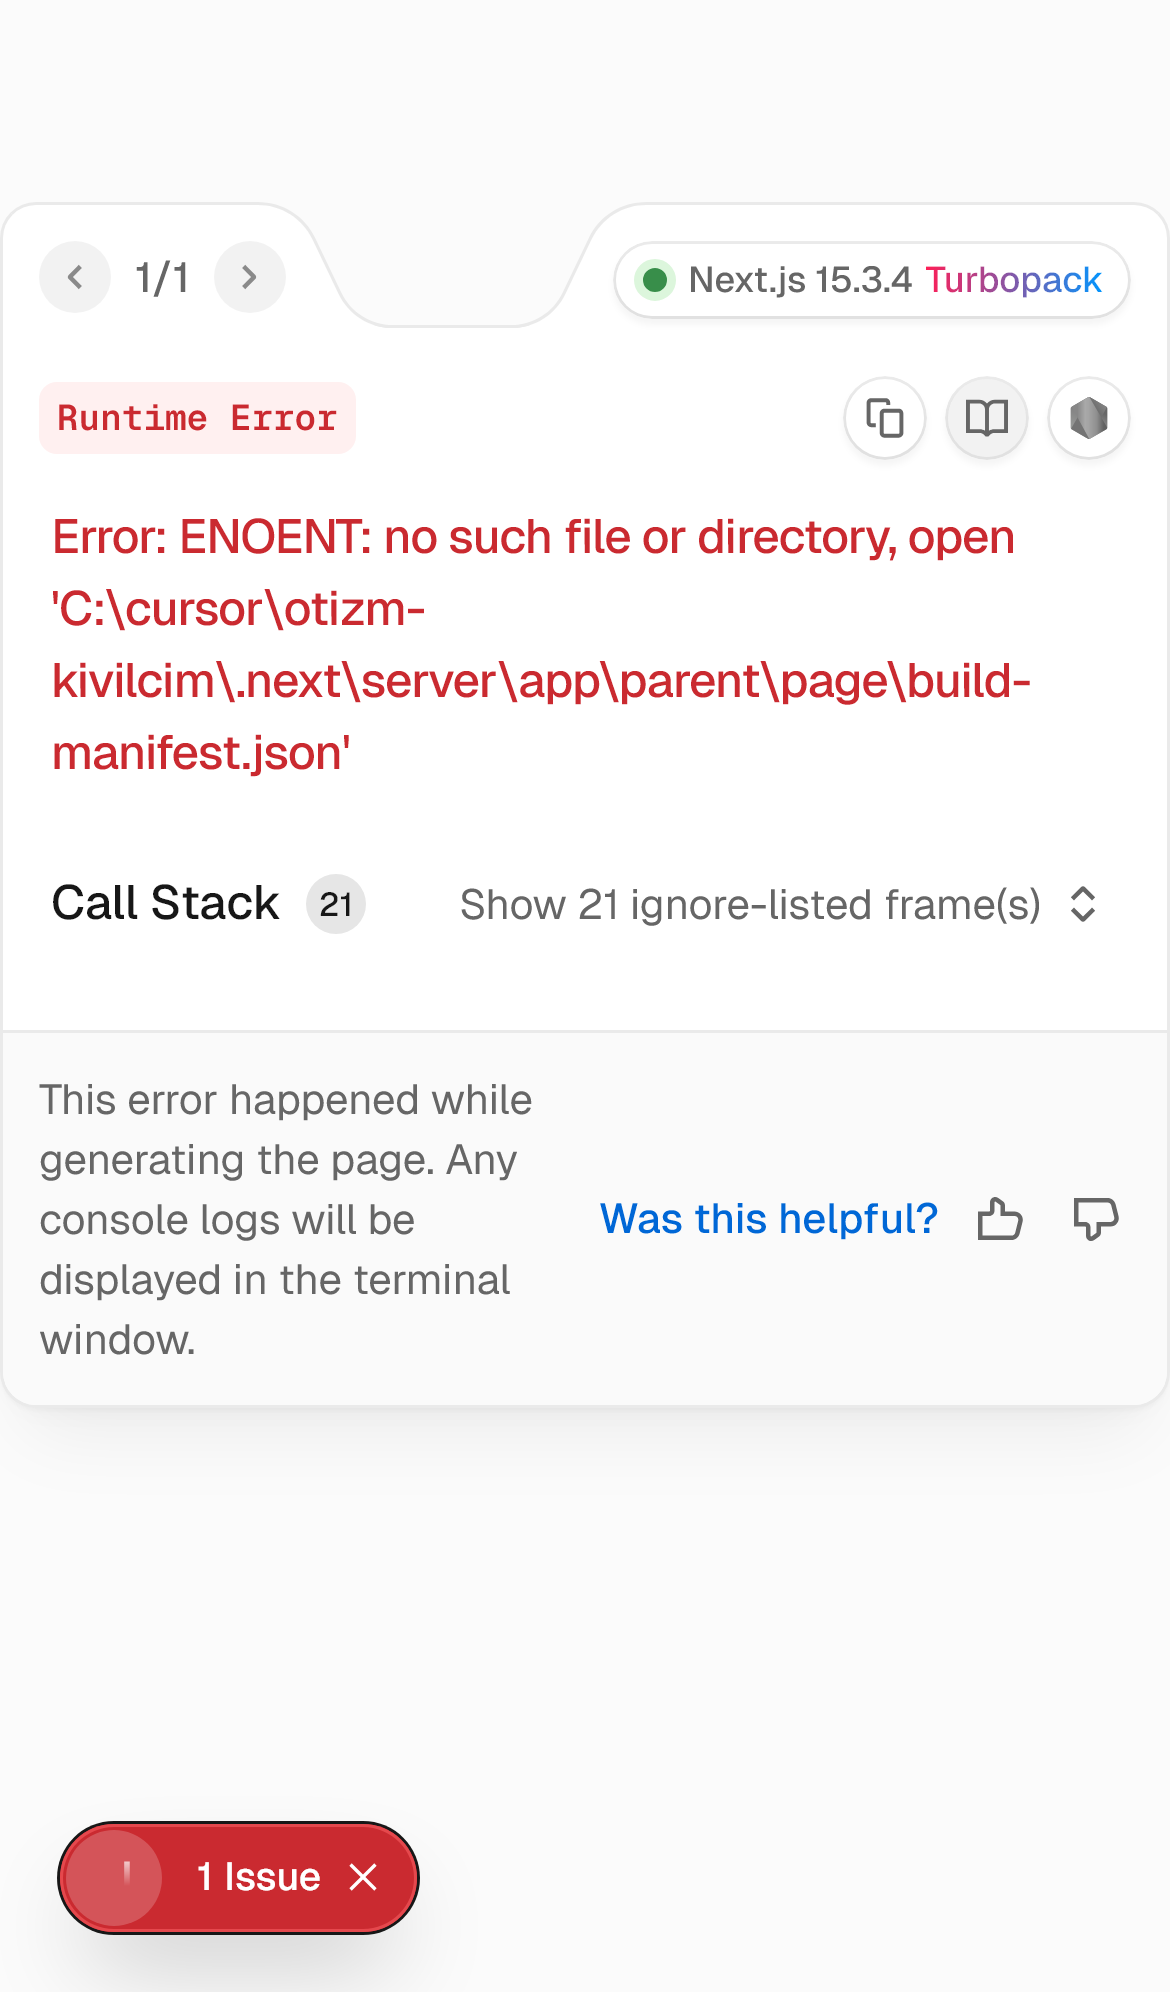 1/1
Next.js 15.3.4 Turbopack
Runtime Error
Error: ENOENT: no such file or directory, open
'C:\cursor\otizm-
kivilcim\.next\server\app\parent\page\build-
manifest.json'
Call Stack 21
Show 21 ignore-listed frame(s)
This error happened while
generating the page. Any
console logs will be
displayed in the terminal
window.
Was this helpful?
1 Issue